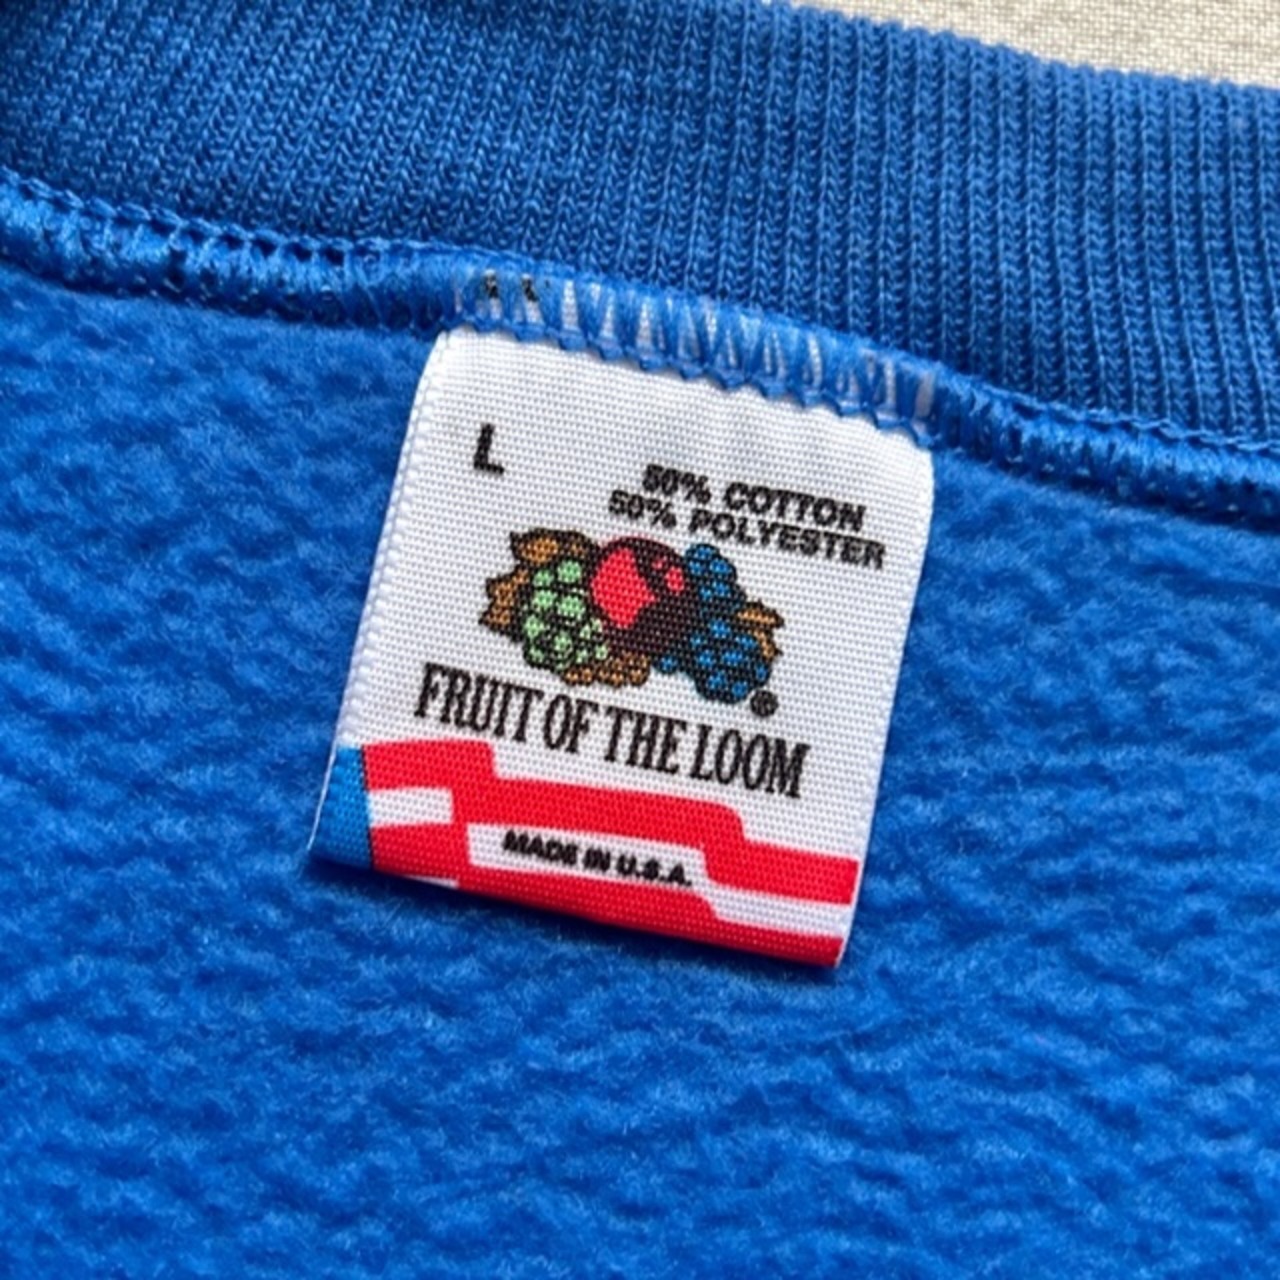 L
50% COTTON
50% POLYESTER
®
FRUIT OF THE LOOM
MADE IN U.S.A.